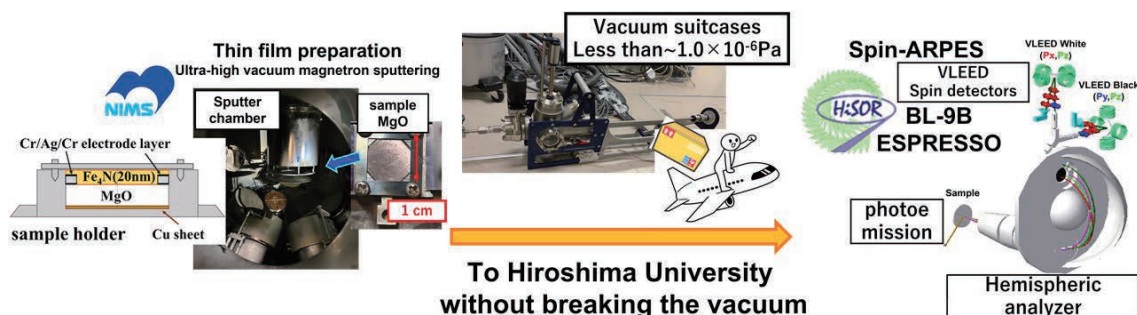 Thin film preparation
Ultra-high vacuum magnetron sputtering
NIMS
Sputter
chamber
sample
MgO
1 cm
Cr/Ag/Cr electrode layer
Fe₄N(20nm)
MgO
sample holder
Cu sheet
Vacuum suitcases
Less than~1.0×10⁻⁶Pa
To Hiroshima University
without breaking the vacuum
Spin-ARPES
VLEED
Spin detectors
HiSOR
BL-9B
ESPRESSO
VLEED White
(Px,Pz)
VLEED Black
(Py,Pz)
Sample
photoe
mission
Hemispheric
analyzer